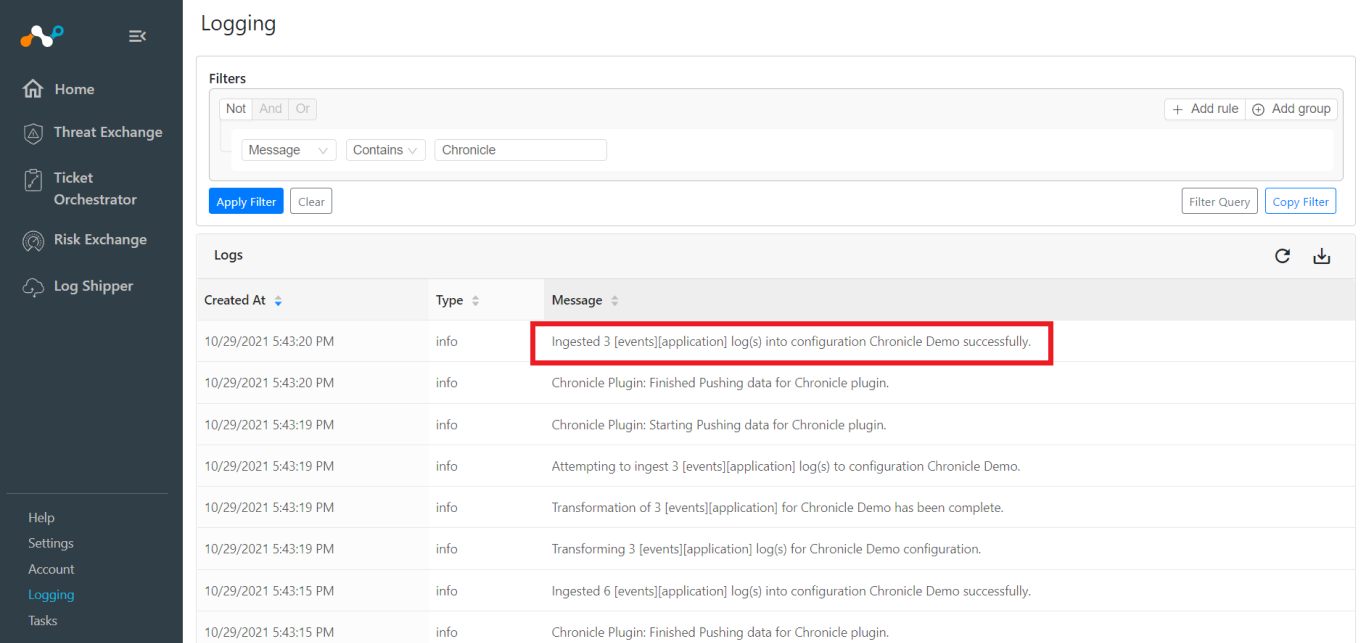 Logging
Home
Threat Exchange
Ticket
Orchestrator
Risk Exchange
Log Shipper
Help
Settings
Account
Logging
Tasks
Filters
Not And Or
Add rule Add group
Message Contains Chronicle
Apply Filter Clear
Filter Query Copy Filter
Logs
Created At Type Message
10/29/2021 5:43:20 PM info Ingested 3 [events][application] log(s) into configuration Chronicle Demo successfully.
10/29/2021 5:43:20 PM info Chronicle Plugin: Finished Pushing data for Chronicle plugin.
10/29/2021 5:43:19 PM info Chronicle Plugin: Starting Pushing data for Chronicle plugin.
10/29/2021 5:43:19 PM info Attempting to ingest 3 [events][application] log(s) to configuration Chronicle Demo.
10/29/2021 5:43:19 PM info Transformation of 3 [events][application] for Chronicle Demo has been complete.
10/29/2021 5:43:19 PM info Transforming 3 [events][application] log(s) for Chronicle Demo configuration.
10/29/2021 5:43:15 PM info Ingested 6 [events][application] log(s) into configuration Chronicle Demo successfully.
10/29/2021 5:43:15 PM info Chronicle Plugin: Finished Pushing data for Chronicle plugin.